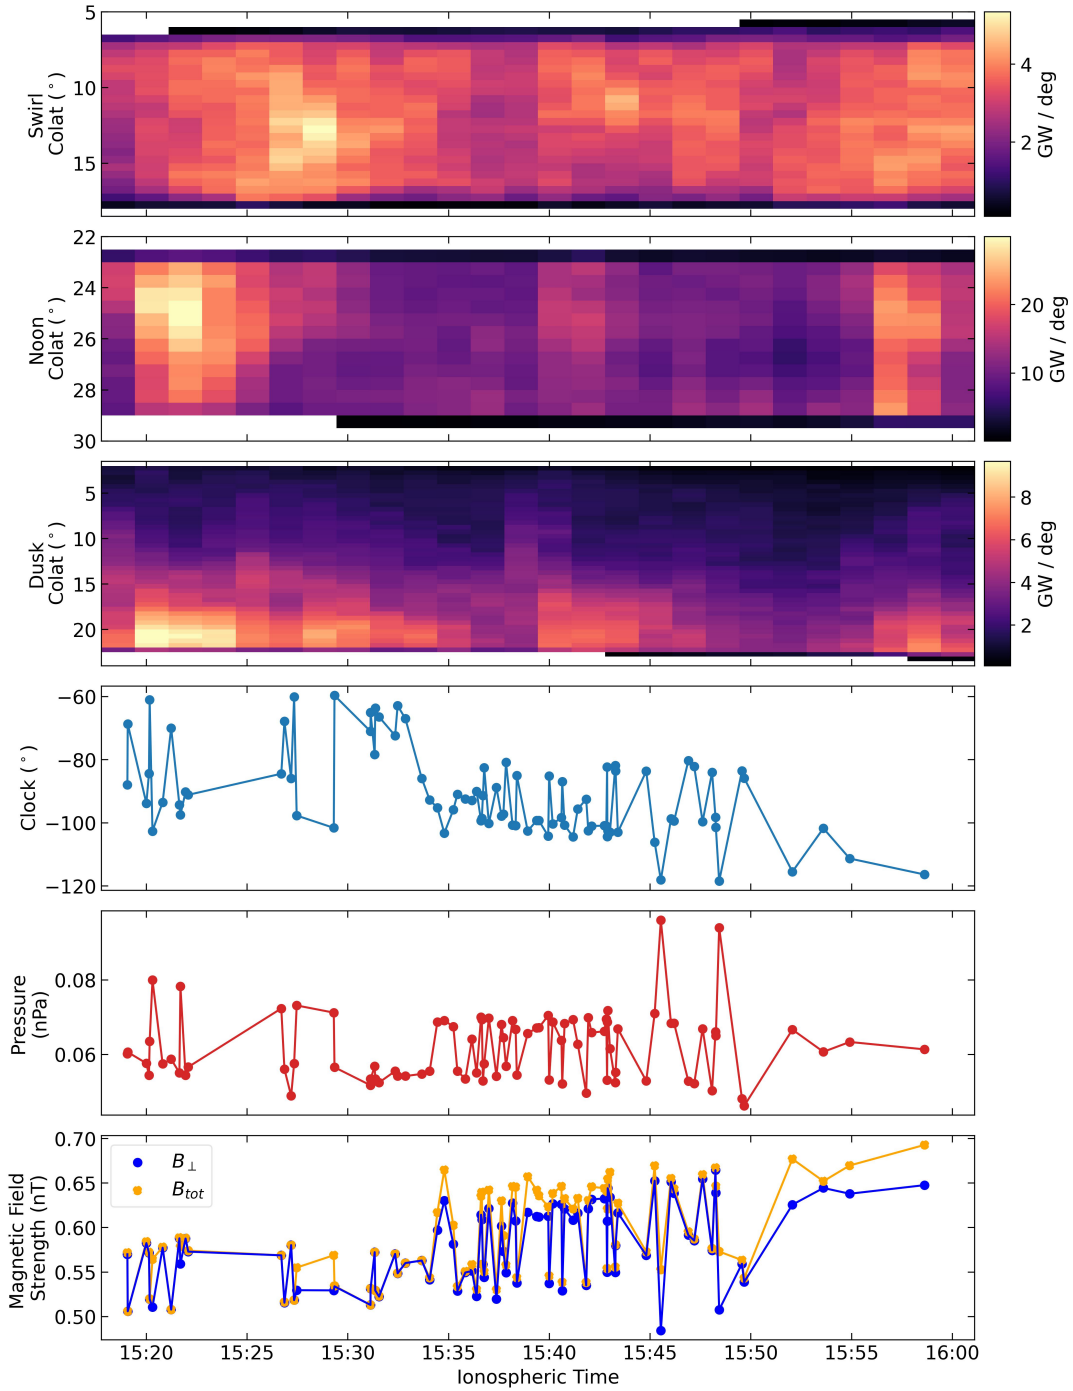 5
10
15
Swirl
Colat (°)
4
2
GW / deg
22
24
26
28
30
Noon
Colat (°)
20
10
GW / deg
5
10
15
20
Dusk
Colat (°)
8
6
4
2
GW / deg
−60
−80
−100
−120
Clock (°)
0.08
0.06
Pressure
(nPa)
0.70
0.65
0.60
0.55
0.50
Magnetic Field
Strength (nT)
B⊥
Btot
15:20 15:25 15:30 15:35 15:40 15:45 15:50 15:55 16:00
Ionospheric Time